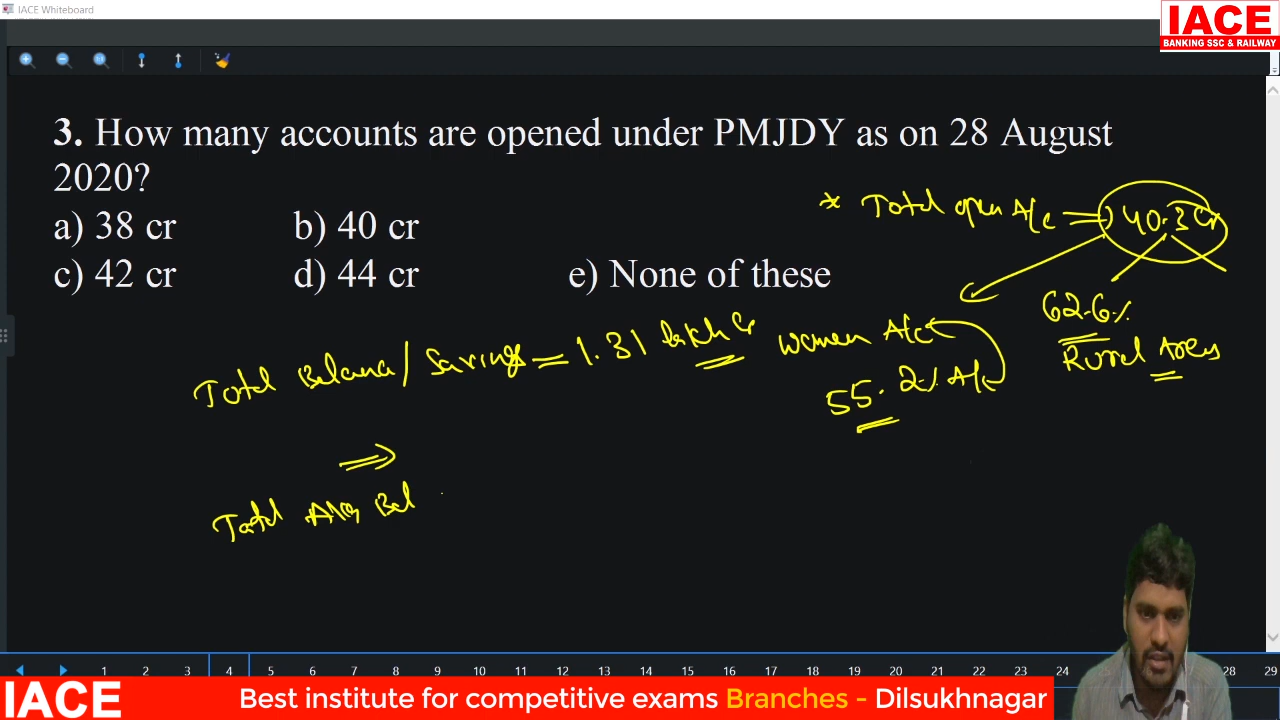 IACE Whiteboard
IACE
BANKING SSC & RAILWAY
3. How many accounts are opened under PMJDY as on 28 August
2020?
a) 38 cr b) 40 cr
c) 42 cr d) 44 cr e) None of these
* Total open A/c = 40.3 Cr
62.6%
Rural Areas
women A/c
55.2% A/c
Total Balance/Savings = 1.31 lakh Cr
Total Avg Bal
1 2 3 4 5 6 7 8 9 10 11 12 13 14 15 16 17 18 19 20 21 22 23 24 28 29
IACE
Best institute for competitive exams Branches - Dilsukhnagar